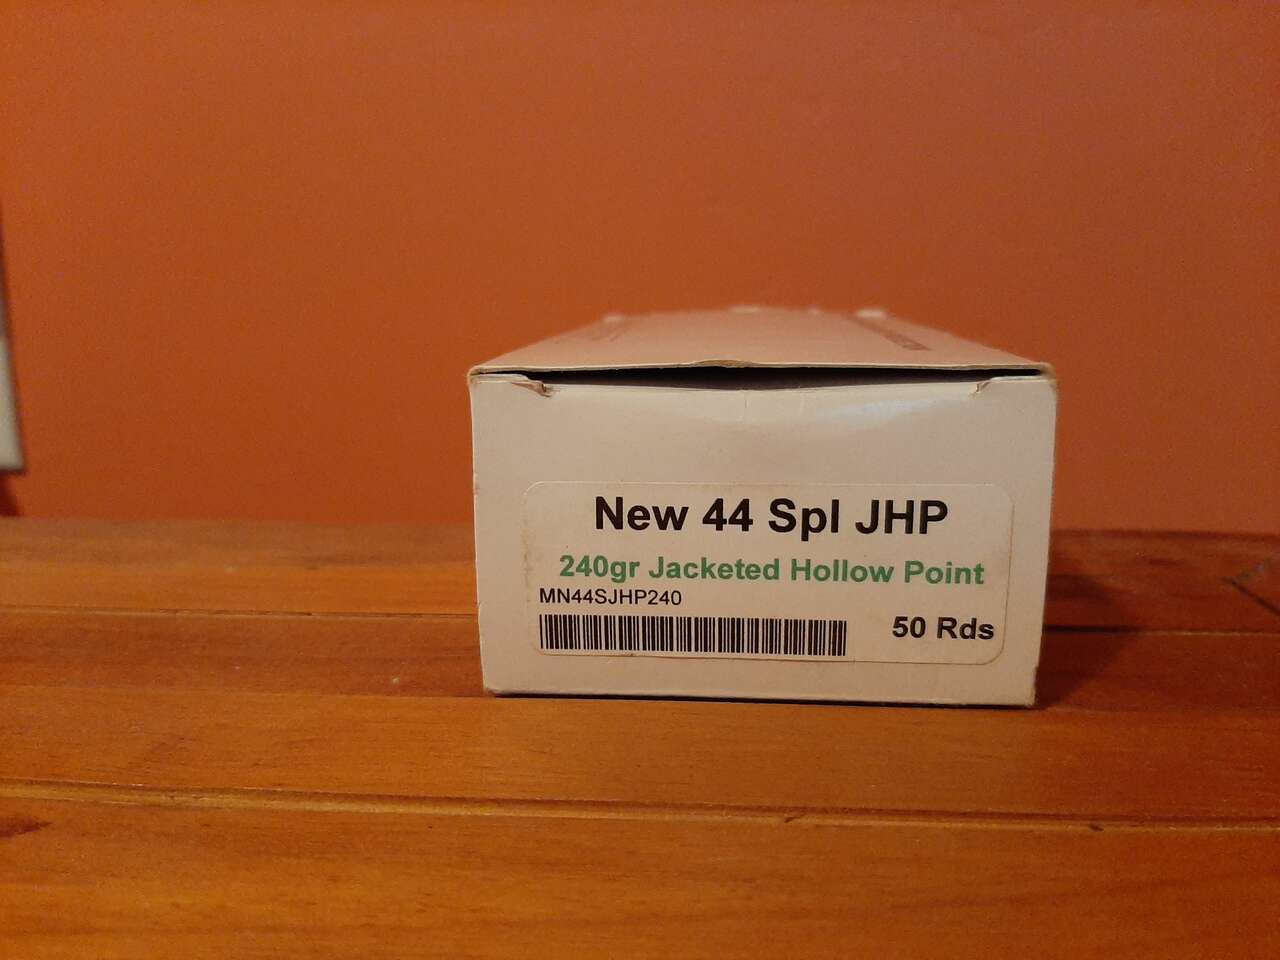 New 44 Spl JHP
240gr Jacketed Hollow Point
MN44SJHP240
50 Rds